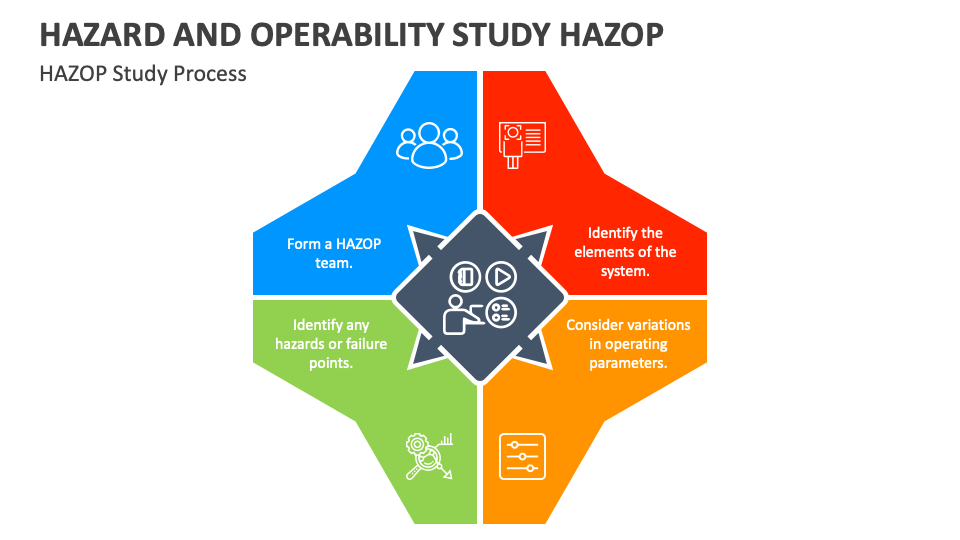 HAZARD AND OPERABILITY STUDY HAZOP
HAZOP Study Process
Form a HAZOP
team.
Identify the
elements of the
system.
Identify any
hazards or failure
points.
Consider variations
in operating
parameters.